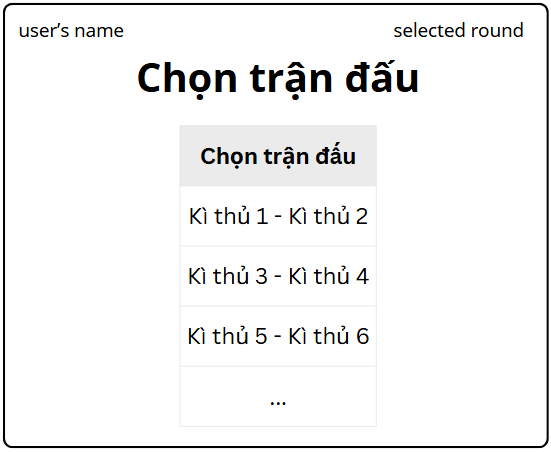 user’s name
selected round
Chọn trận đấu
Chọn trận đấu
Kì thủ 1 - Kì thủ 2
Kì thủ 3 - Kì thủ 4
Kì thủ 5 - Kì thủ 6
...